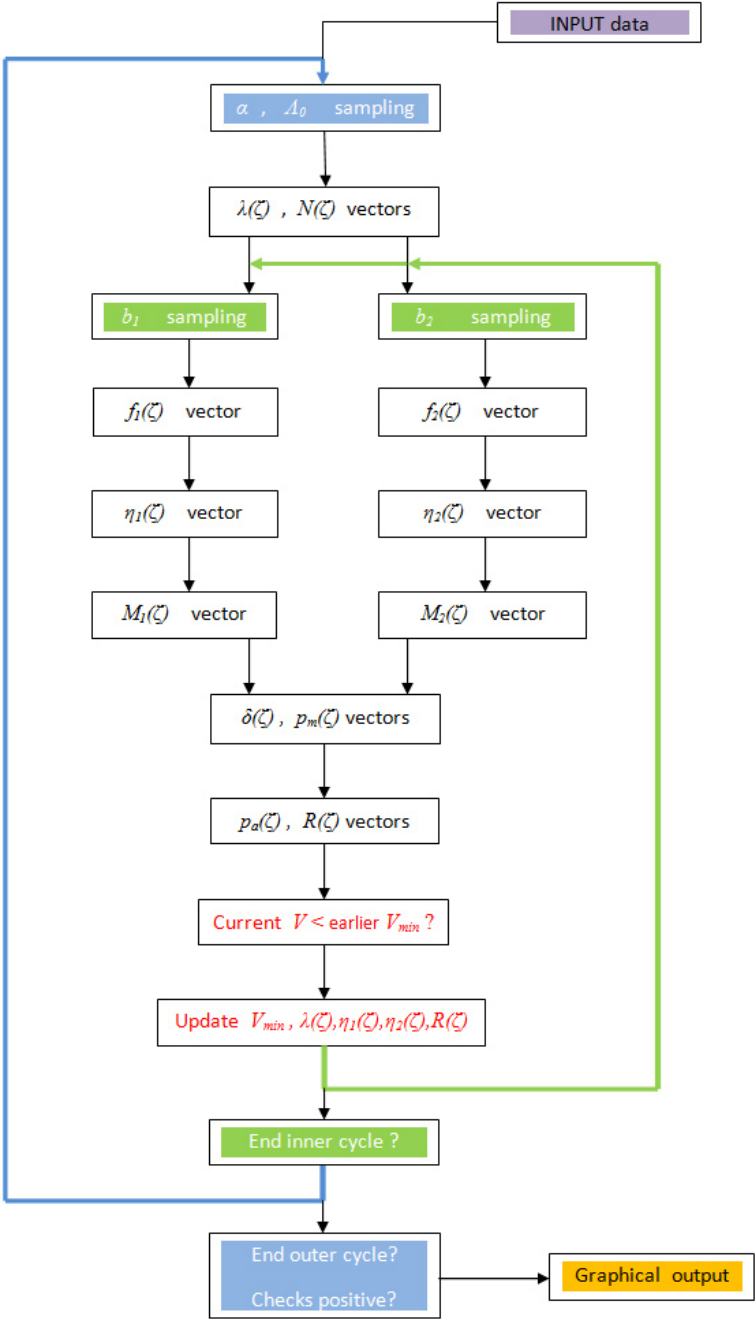 INPUT data
α , Λ0 sampling
λ(ζ) , N(ζ) vectors
b1 sampling
b2 sampling
f1(ζ) vector
f2(ζ) vector
η1(ζ) vector
η2(ζ) vector
M1(ζ) vector
M2(ζ) vector
δ(ζ) , pm(ζ) vectors
pa(ζ) , R(ζ) vectors
Current V < earlier Vmin ?
Update Vmin , λ(ζ),η1(ζ),η2(ζ),R(ζ)
End inner cycle ?
End outer cycle?
Checks positive?
Graphical output